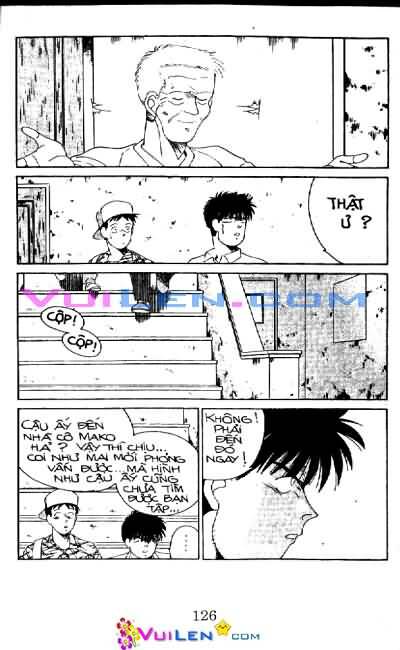 THẬT
Ư ?
VUILEN.COM
CỘP!
CỘP!
CẬU ẤY ĐẾN
NHÀ CÔ MAKO
HẢ ? VẬY THÌ CHỊU...
COI NHƯ MAI MỚI PHỎNG
VẤN ĐƯỢC... MÀ HÌNH
NHƯ CẬU ẤY CŨNG
CHƯA TÌM
ĐƯỢC BẠN
TẬP...
...
KHÔNG!
PHẢI
ĐẾN
ĐÓ
NGAY!
126
VUILEN.COM